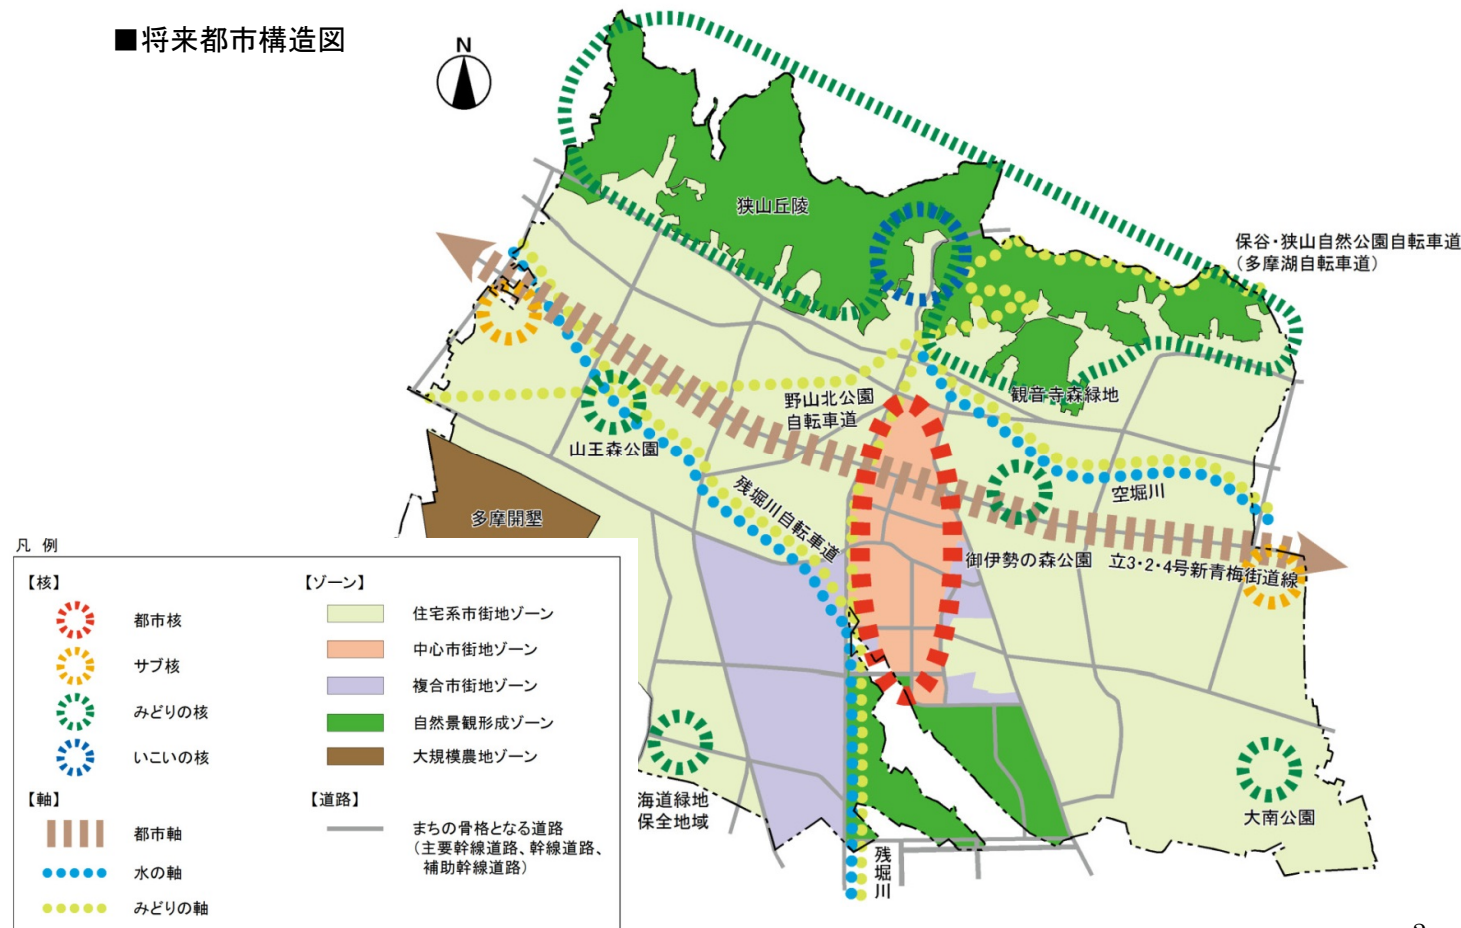 ■将来都市構造図
N
狭山丘陵
保谷・狭山自然公園自転車道
（多摩湖自転車道）
野山北公園
自転車道
観音寺森緑地
山王森公園
残堀川自転車道
空堀川
多摩開墾
御伊勢の森公園
立3・2・4号新青梅街道線
海道緑地
保全地域
大南公園
残堀川
凡 例
【核】
都市核
サブ核
みどりの核
いこいの核
【軸】
都市軸
水の軸
みどりの軸
【ゾーン】
住宅系市街地ゾーン
中心市街地ゾーン
複合市街地ゾーン
自然景観形成ゾーン
大規模農地ゾーン
【道路】
まちの骨格となる道路
（主要幹線道路、幹線道路、
補助幹線道路）